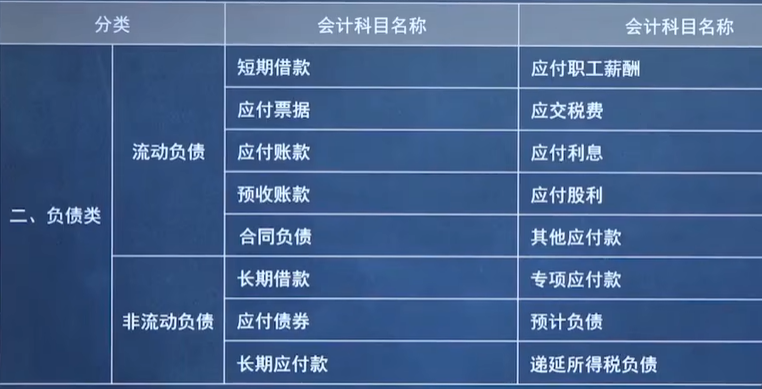 分类 会计科目名称 会计科目名称
短期借款 应付职工薪酬
应付票据 应交税费
流动负债 应付账款 应付利息
预收账款 应付股利
二、负债类
合同负债 其他应付款
长期借款 专项应付款
非流动负债 应付债券 预计负债
长期应付款 递延所得税负债